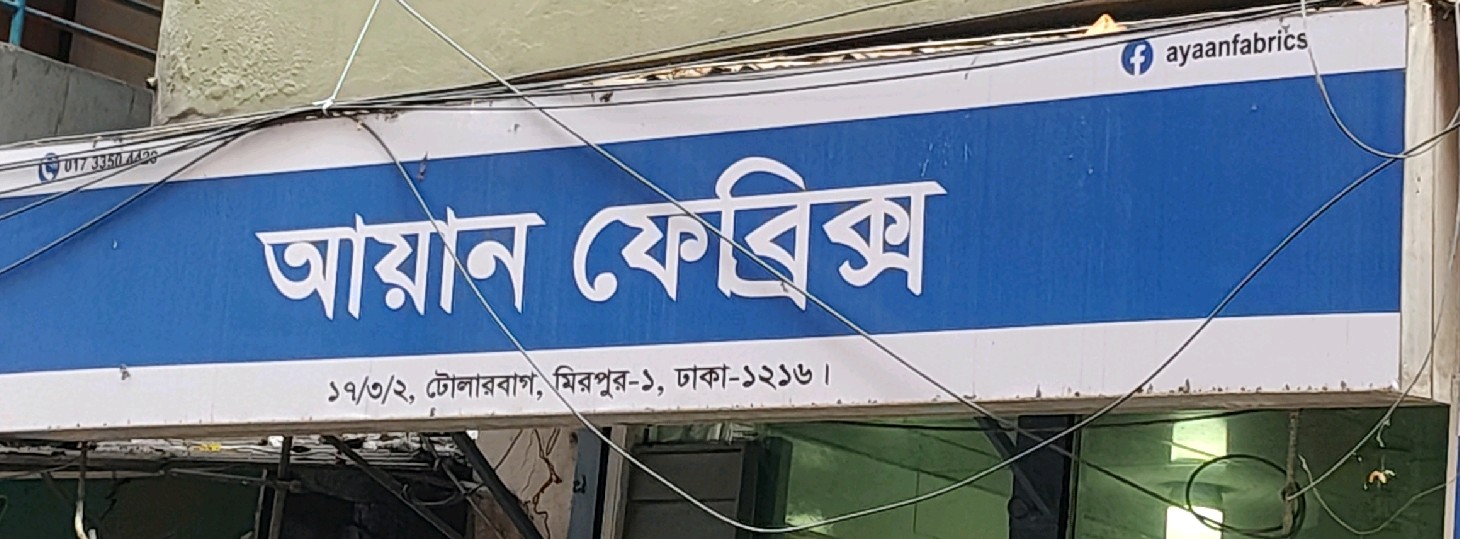 ayaanfabrics
আয়ান ফেব্রিক্স
১৭/৩/২, টোলারবাগ, মিরপুর-১, ঢাকা-১২১৬।